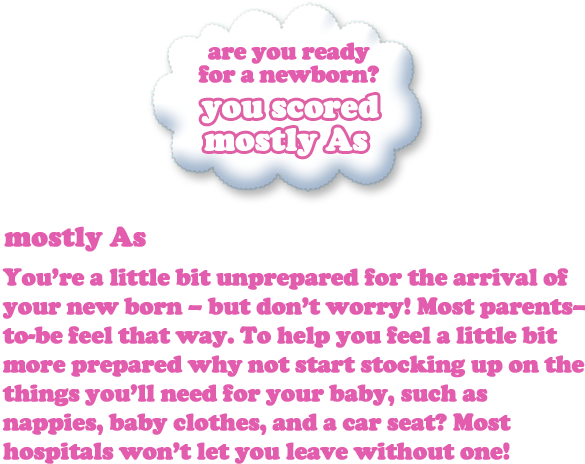 are you ready
for a newborn?
you scored
mostly As
mostly As
You’re a little bit unprepared for the arrival of
your new born – but don’t worry! Most parents–
to-be feel that way. To help you feel a little bit
more prepared why not start stocking up on the
things you’ll need for your baby, such as
nappies, baby clothes, and a car seat? Most
hospitals won’t let you leave without one!